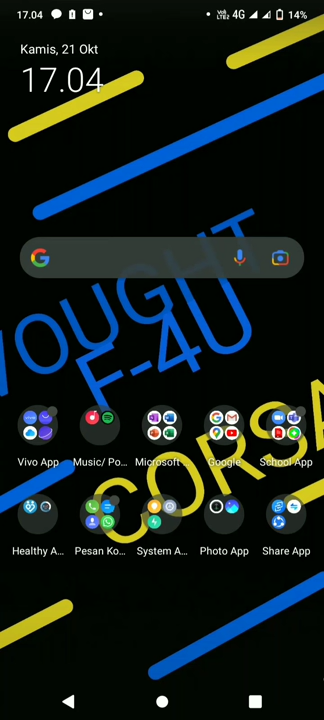 17.04 4G 14%
Kamis, 21 Okt
17.04
VOUGHT
F-4U
CORSA
Vivo App Music/ Po... Microsoft ... Google School App
Healthy A... Pesan Ko... System A... Photo App Share App